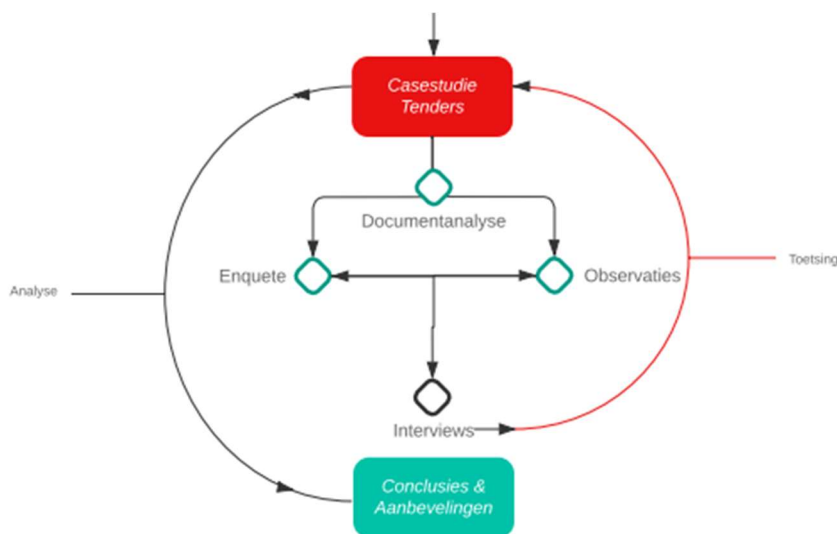 Casestudie
Tenders
Documentanalyse
Enquete
Observaties
Toetsing
Analyse
Interviews
Conclusies &
Aanbevelingen